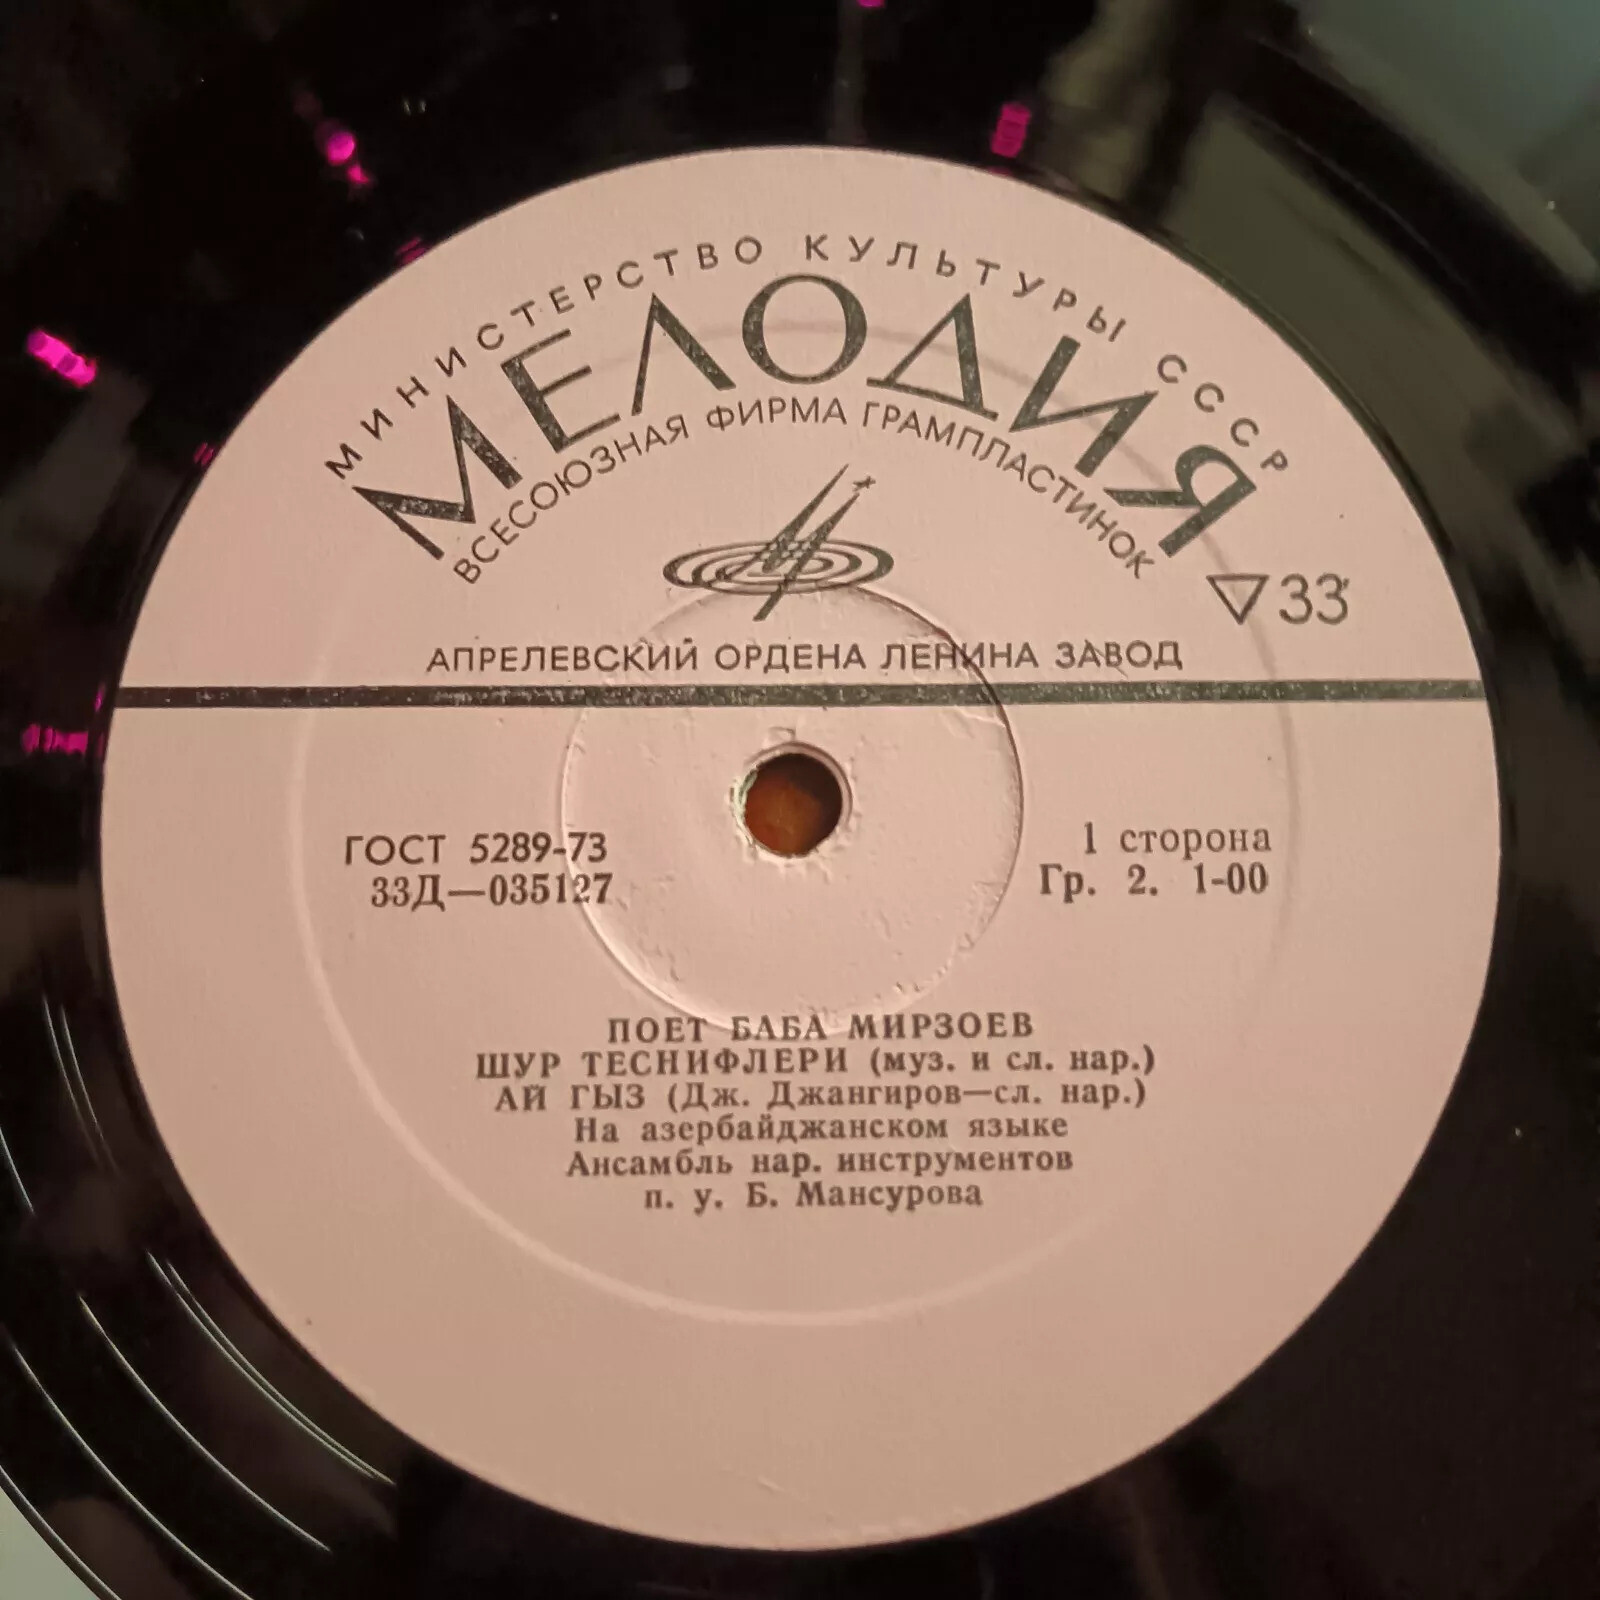 МИНИСТЕРСТВО КУЛЬТУРЫ СССР
МЕЛОДИЯ
ВСЕСОЮЗНАЯ ФИРМА ГРАМПЛАСТИНОК
▽33
АПРЕЛЕВСКИЙ ОРДЕНА ЛЕНИНА ЗАВОД
ГОСТ 5289-73
33Д—035127
1 сторона
Гр. 2. 1-00
ПОЕТ БАБА МИРЗОЕВ
ШУР ТЕСНИФЛЕРИ (муз. и сл. нар.)
АЙ ГЫЗ (Дж. Джангиров—сл. нар.)
На азербайджанском языке
Ансамбль нар. инструментов
п. у. Б. Мансурова